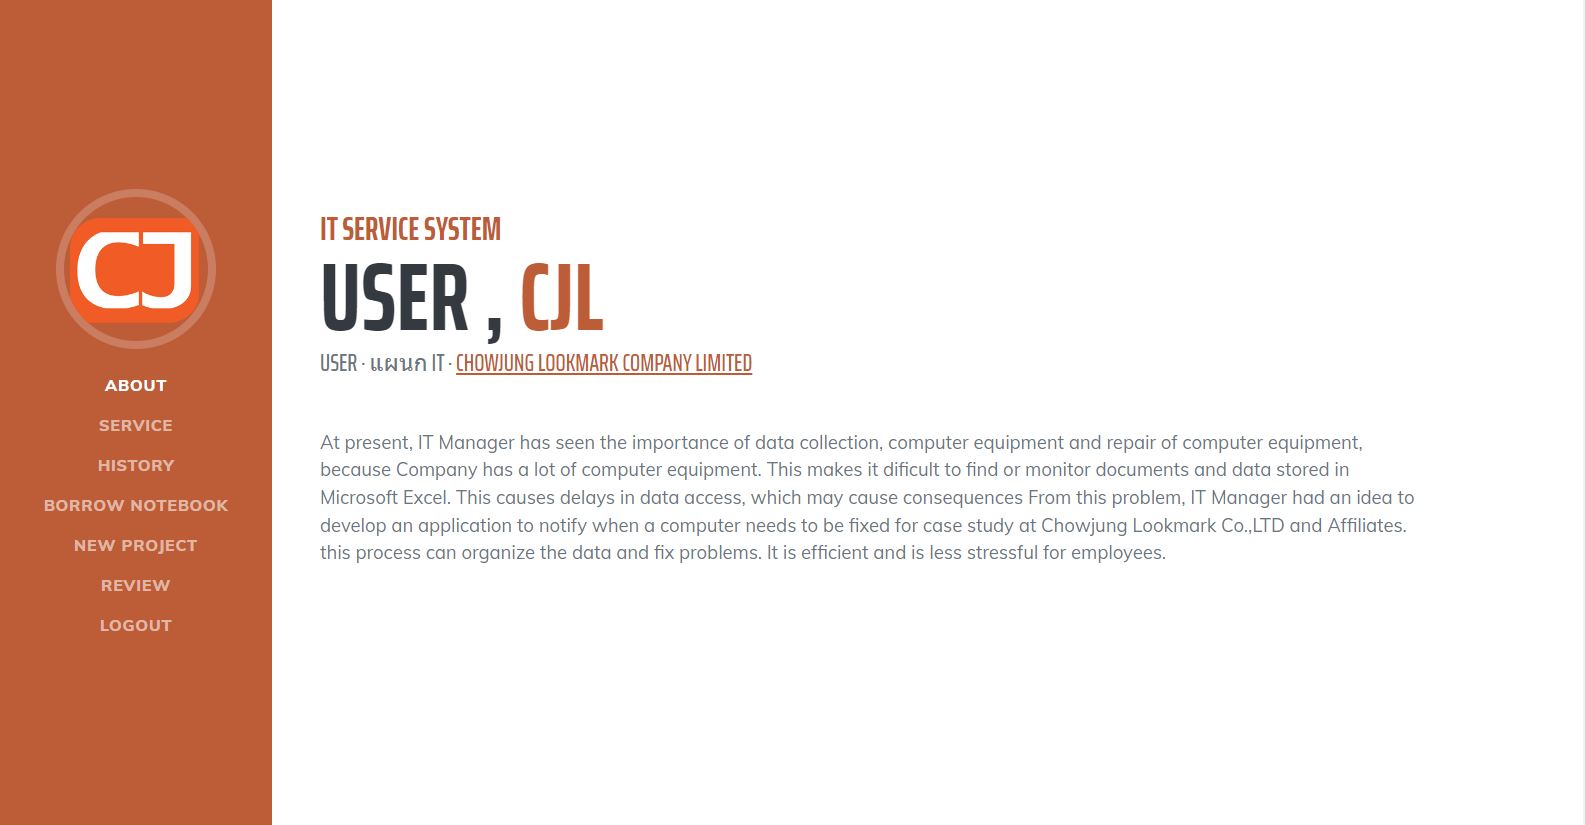 CJ
ABOUT
SERVICE
HISTORY
BORROW NOTEBOOK
NEW PROJECT
REVIEW
LOGOUT
IT SERVICE SYSTEM
USER , CJL
USER · แผนก IT · CHOWJUNG LOOKMARK COMPANY LIMITED
At present, IT Manager has seen the importance of data collection, computer equipment and repair of computer equipment,
because Company has a lot of computer equipment. This makes it dificult to find or monitor documents and data stored in
Microsoft Excel. This causes delays in data access, which may cause consequences From this problem, IT Manager had an idea to
develop an application to notify when a computer needs to be fixed for case study at Chowjung Lookmark Co.,LTD and Affiliates.
this process can organize the data and fix problems. It is efficient and is less stressful for employees.